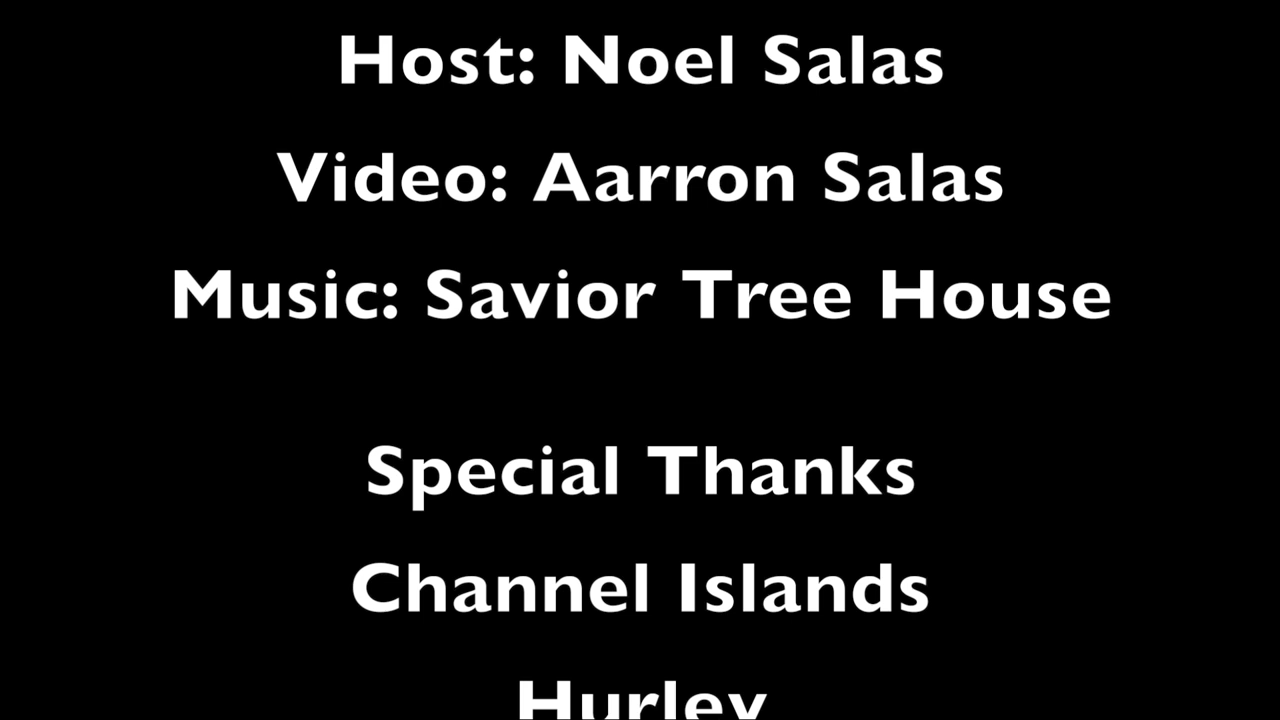 Host: Noel Salas
Video: Aarron Salas
Music: Savior Tree House
Special Thanks
Channel Islands
Hurley